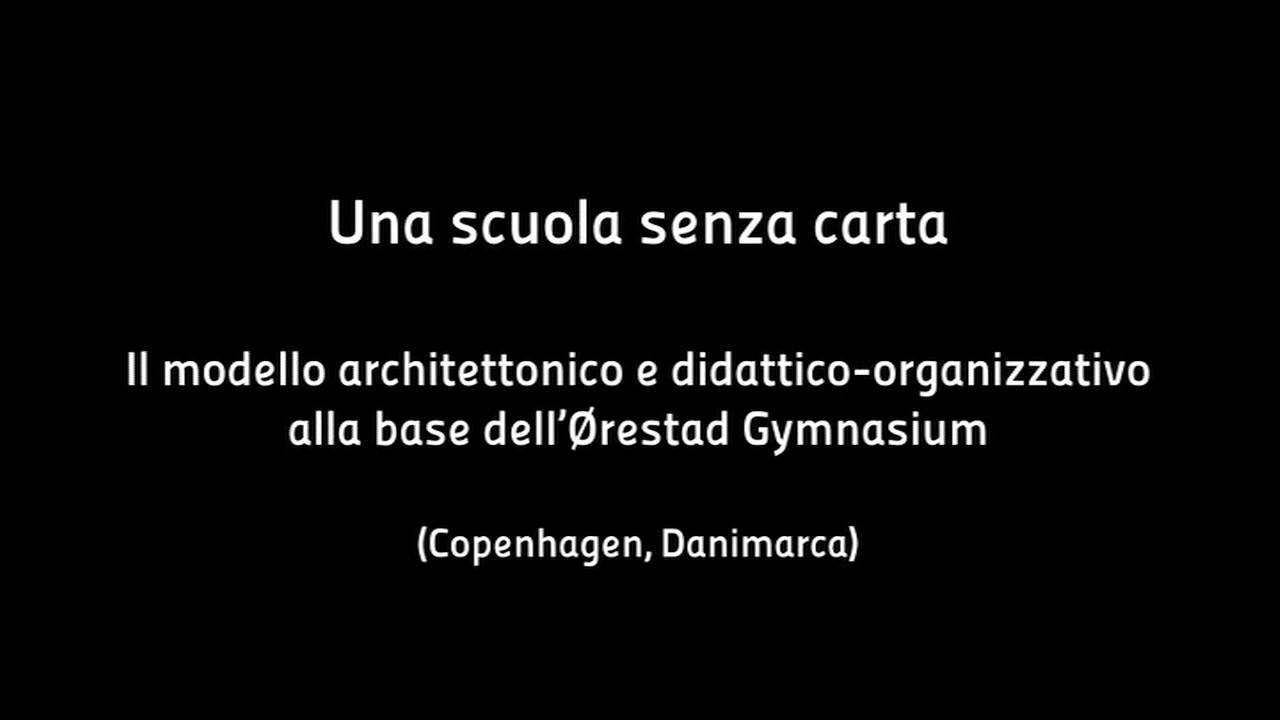 Una scuola senza carta
Il modello architettonico e didattico-organizzativo
alla base dell’Ørestad Gymnasium
(Copenhagen, Danimarca)